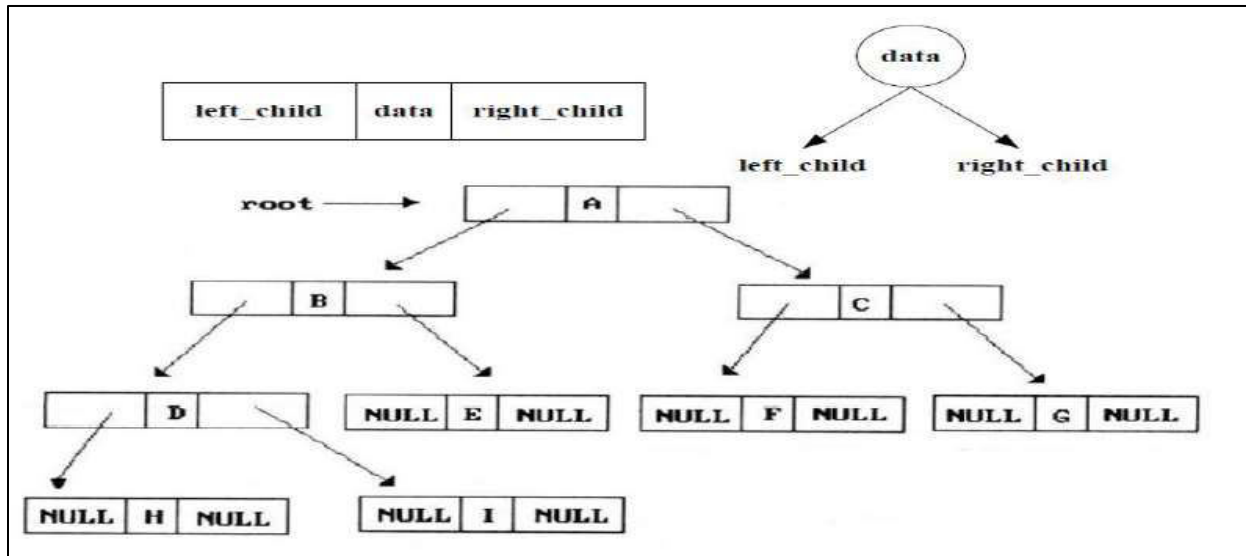 data
left_child data right_child
left_child right_child
root A
B C
D NULL E NULL NULL F NULL NULL G NULL
NULL H NULL NULL I NULL